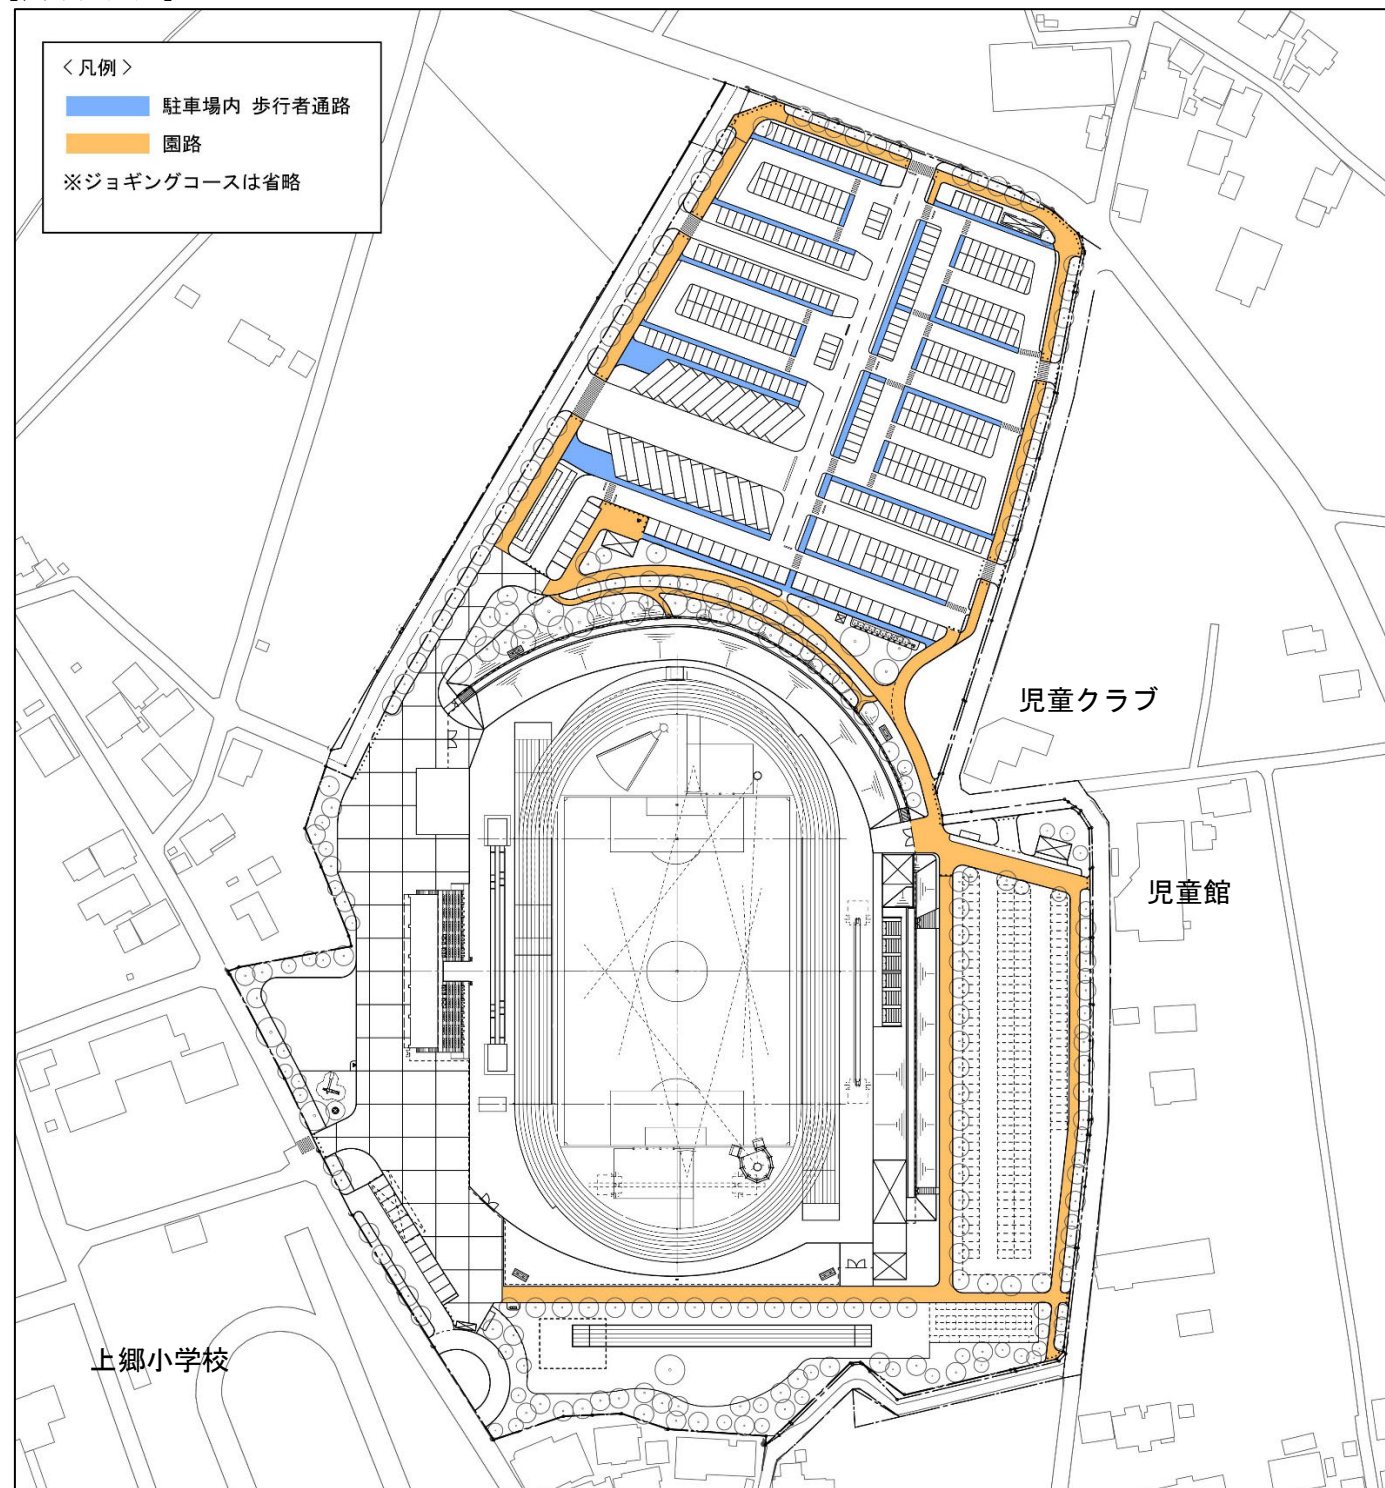 ＜凡例＞
駐車場内 歩行者通路
園路
※ジョギングコースは省略
児童クラブ
児童館
上郷小学校